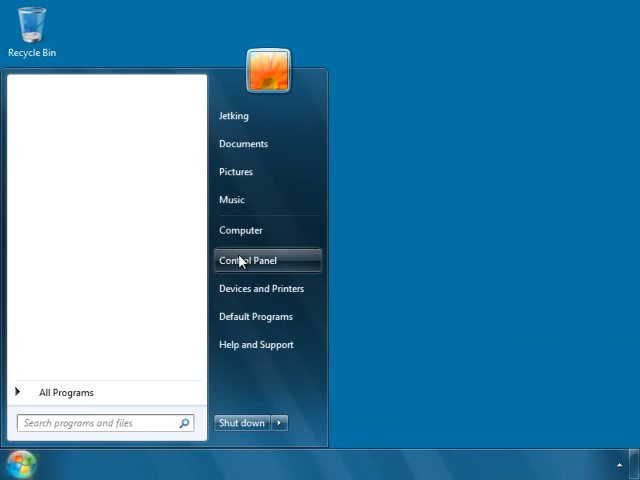 Recycle Bin
Jetking
Documents
Pictures
Music
Computer
Control Panel
Devices and Printers
Default Programs
Help and Support
All Programs
Search programs and files
Shut down